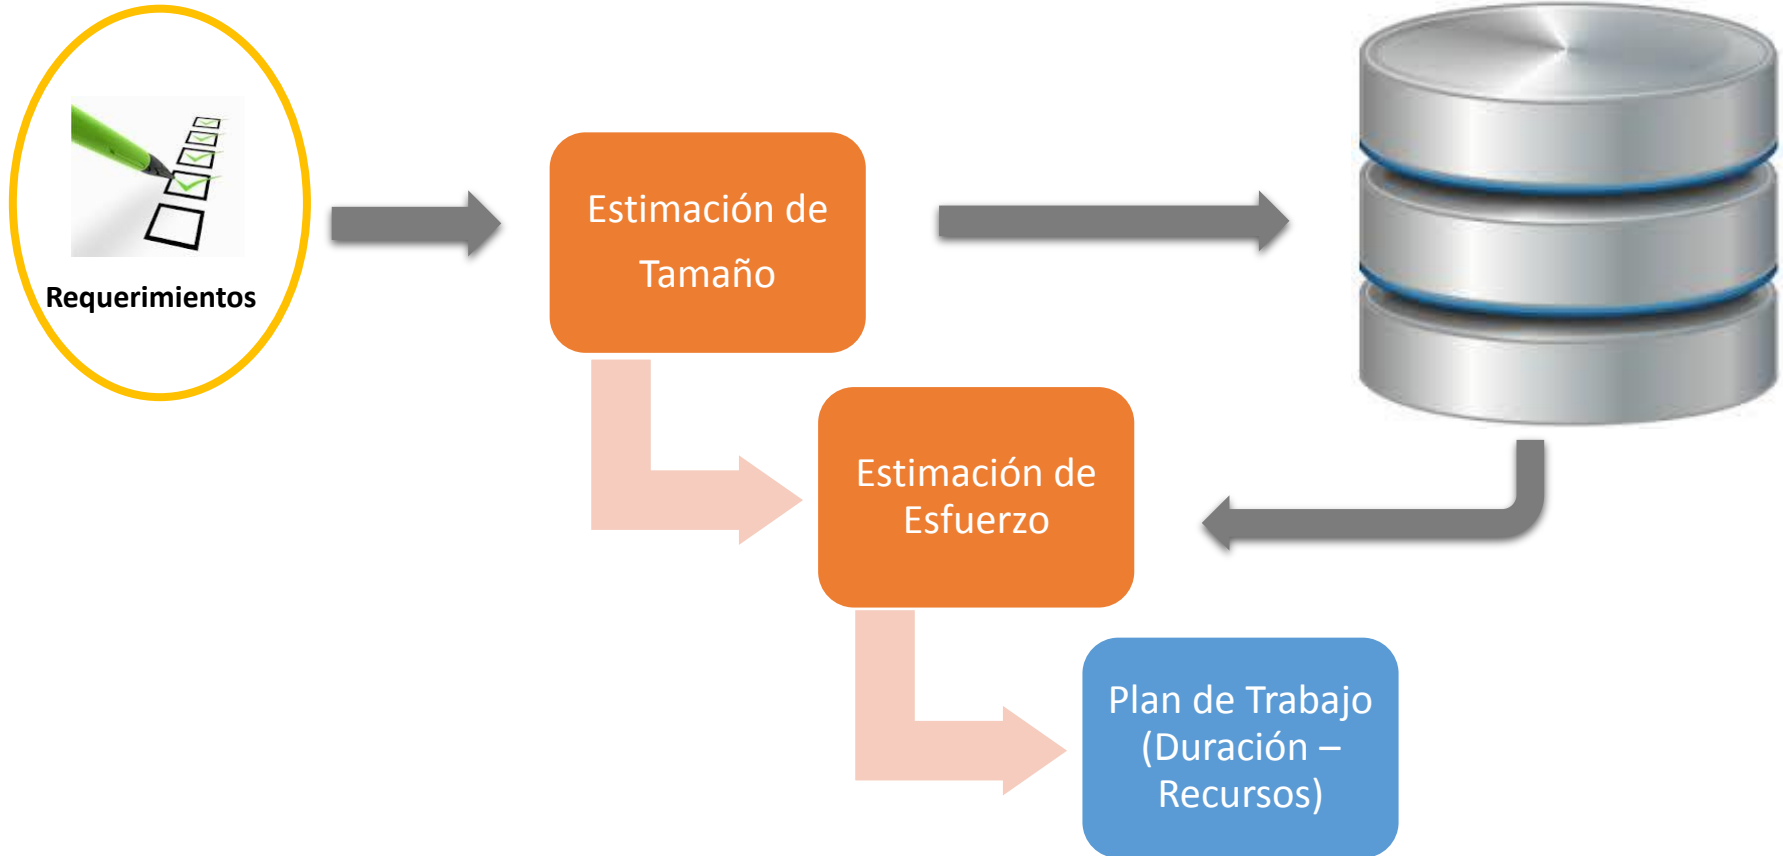 Requerimientos
Estimación de
Tamaño
Estimación de
Esfuerzo
Plan de Trabajo
(Duración –
Recursos)